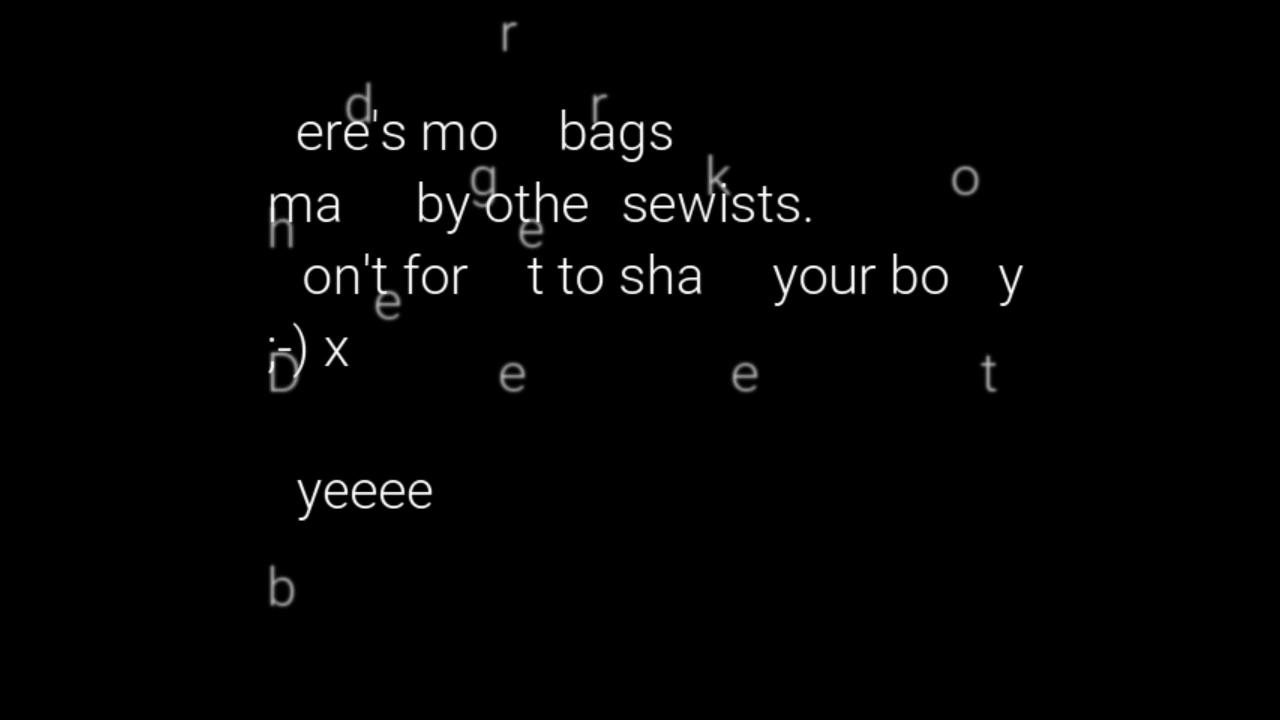 r
d r
ere's mo bags
g k o
ma by othe sewists.
h e
on't for t to sha your bo y
e
;-) x
D e e t
yeeee
b